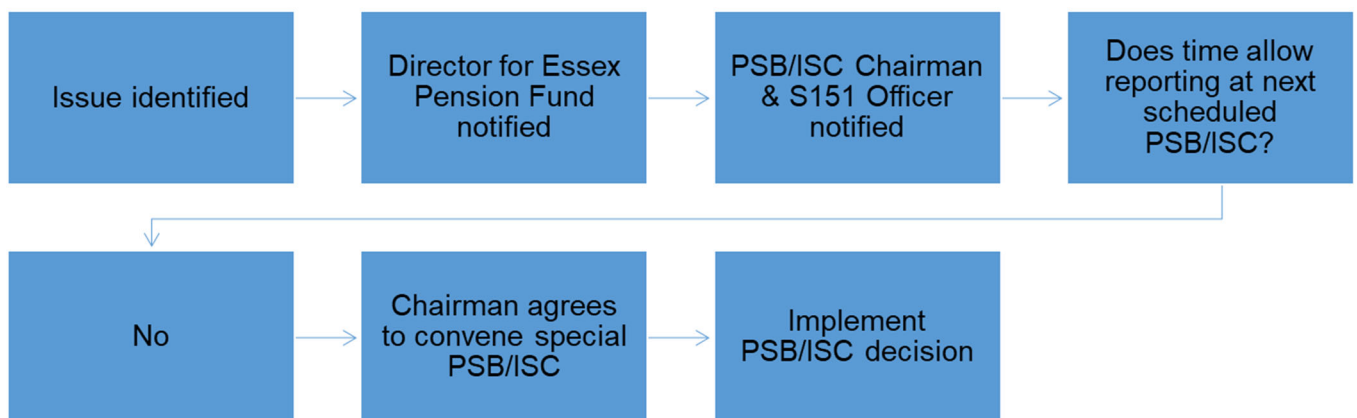 Issue identified
Director for Essex
Pension Fund
notified
PSB/ISC Chairman
& S151 Officer
notified
Does time allow
reporting at next
scheduled
PSB/ISC?
No
Chairman agrees
to convene special
PSB/ISC
Implement
PSB/ISC decision